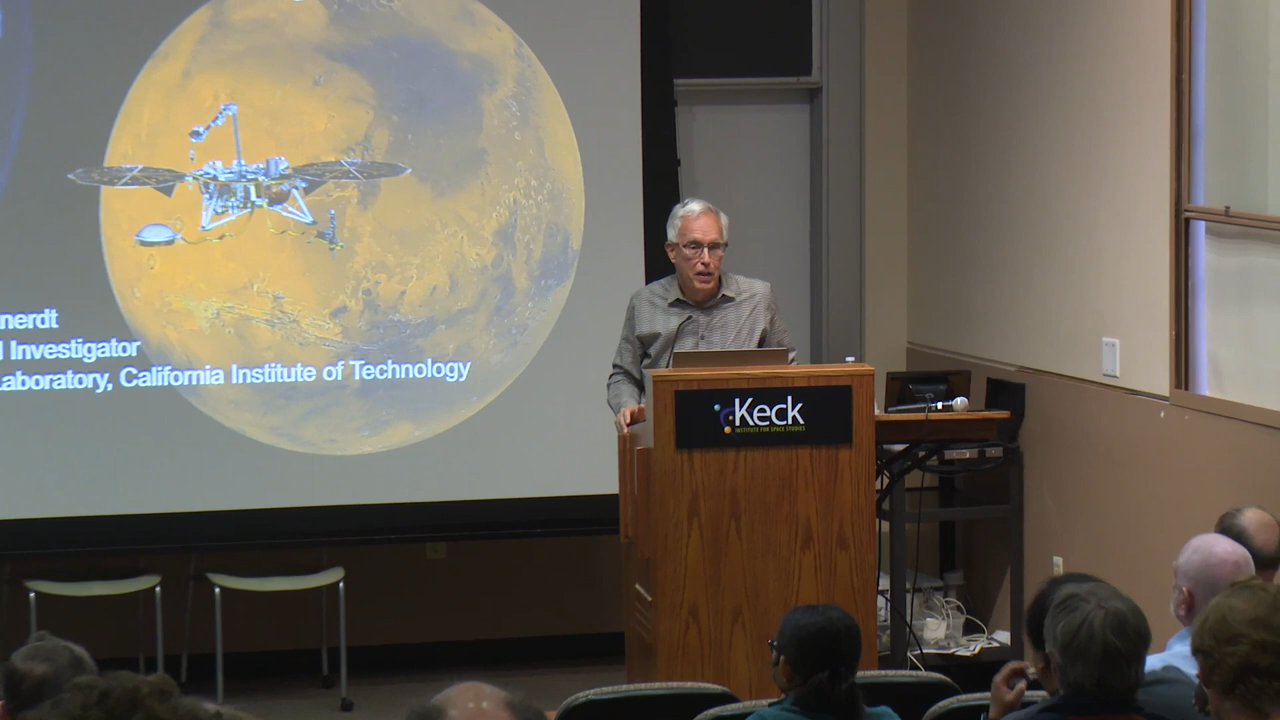 nerdt
l Investigator
Laboratory, California Institute of Technology
Keck
INSTITUTE FOR SPACE STUDIES